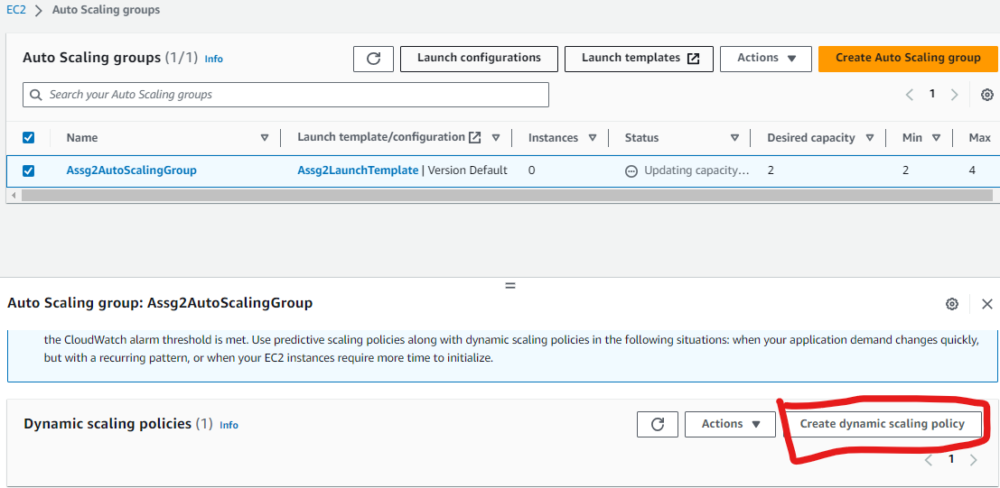 EC2 > Auto Scaling groups
Auto Scaling groups (1/1) Info Launch configurations Launch templates Actions Create Auto Scaling group
Search your Auto Scaling groups 1
Name Launch template/configuration Instances Status Desired capacity Min Max
Assg2AutoScalingGroup Assg2LaunchTemplate | Version Default 0 Updating capacity... 2 2 4
Auto Scaling group: Assg2AutoScalingGroup
the CloudWatch alarm threshold is met. Use predictive scaling policies along with dynamic scaling policies in the following situations: when your application demand changes quickly,
but with a recurring pattern, or when your EC2 instances require more time to initialize.
Dynamic scaling policies (1) Info Actions Create dynamic scaling policy
1